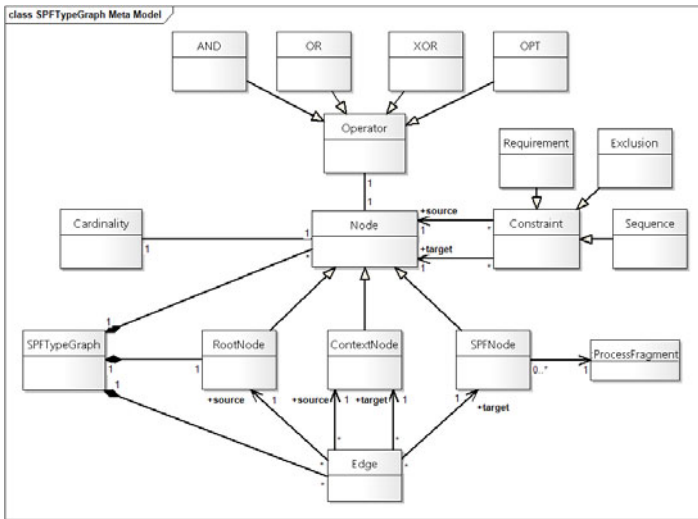 class SPFTypeGraph Meta Model
AND
OR
XOR
OPT
Operator
Requirement
Exclusion
1
1
Cardinality
1
1
Node
*
+source
1
*
+target
1
*
Constraint
Sequence
SPFTypeGraph
1
1
1
1
RootNode
ContextNode
SPFNode
0..*
1
ProcessFragment
+source
1
+source
1
+target
1
1
+target
*
*
*
*
*
Edge